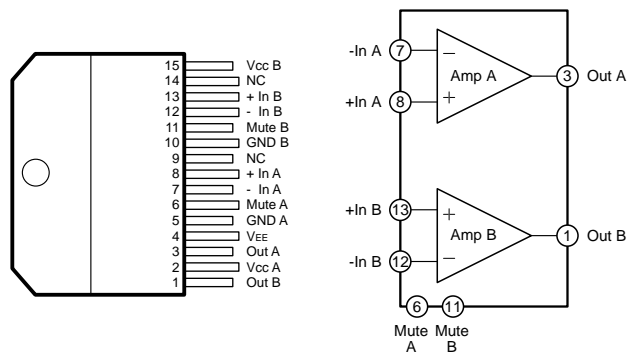 15 Vcc B
14 NC
13 + In B
12 - In B
11 Mute B
10 GND B
9 NC
8 + In A
7 - In A
6 Mute A
5 GND A
4 VEE
3 Out A
2 Vcc A
1 Out B
-In A 7
− Amp A 3 Out A
+In A 8 +
+In B 13 +
Amp B 1 Out B
-In B 12 −
6 11
Mute Mute
A B